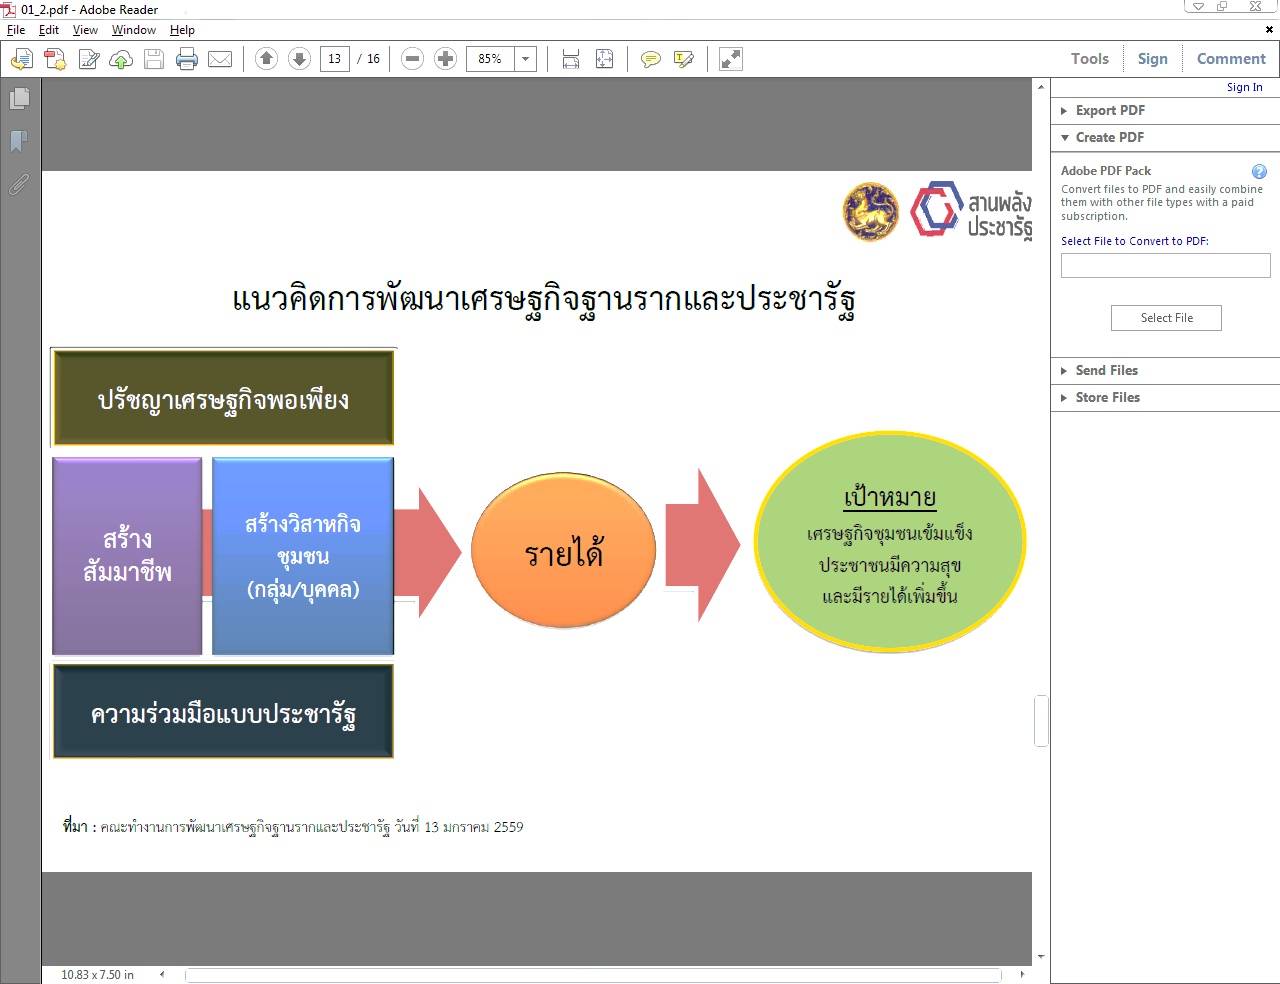 01_2.pdf - Adobe Reader
File Edit View Window Help
13 / 16 85% Tools Sign Comment
Sign In
Export PDF
Create PDF
Adobe PDF Pack
Convert files to PDF and easily combine
them with other file types with a paid
subscription.
Select File to Convert to PDF:
Select File
Send Files
Store Files
สานพลัง
ประชารัฐ
แนวคิดการพัฒนาเศรษฐกิจฐานรากและประชารัฐ
ปรัชญาเศรษฐกิจพอเพียง
สร้าง
สัมมาชีพ
สร้างวิสาหกิจ
ชุมชน
(กลุ่ม/บุคคล)
รายได้
เป้าหมาย
เศรษฐกิจชุมชนเข้มแข็ง
ประชาชนมีความสุข
และมีรายได้เพิ่มขึ้น
ความร่วมมือแบบประชารัฐ
ที่มา : คณะทำงานการพัฒนาเศรษฐกิจฐานรากและประชารัฐ วันที่ 13 มกราคม 2559
10.83 x 7.50 in